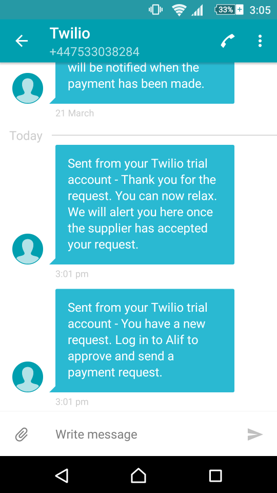 33% 3:05
Twilio
+447533038284
will be notified when the
payment has been made.
21 March
Today
Sent from your Twilio trial
account - Thank you for the
request. You can now relax.
We will alert you here once
the supplier has accepted
your request.
3:01 pm
Sent from your Twilio trial
account - You have a new
request. Log in to Alif to
approve and send a
payment request.
3:01 pm
Write message